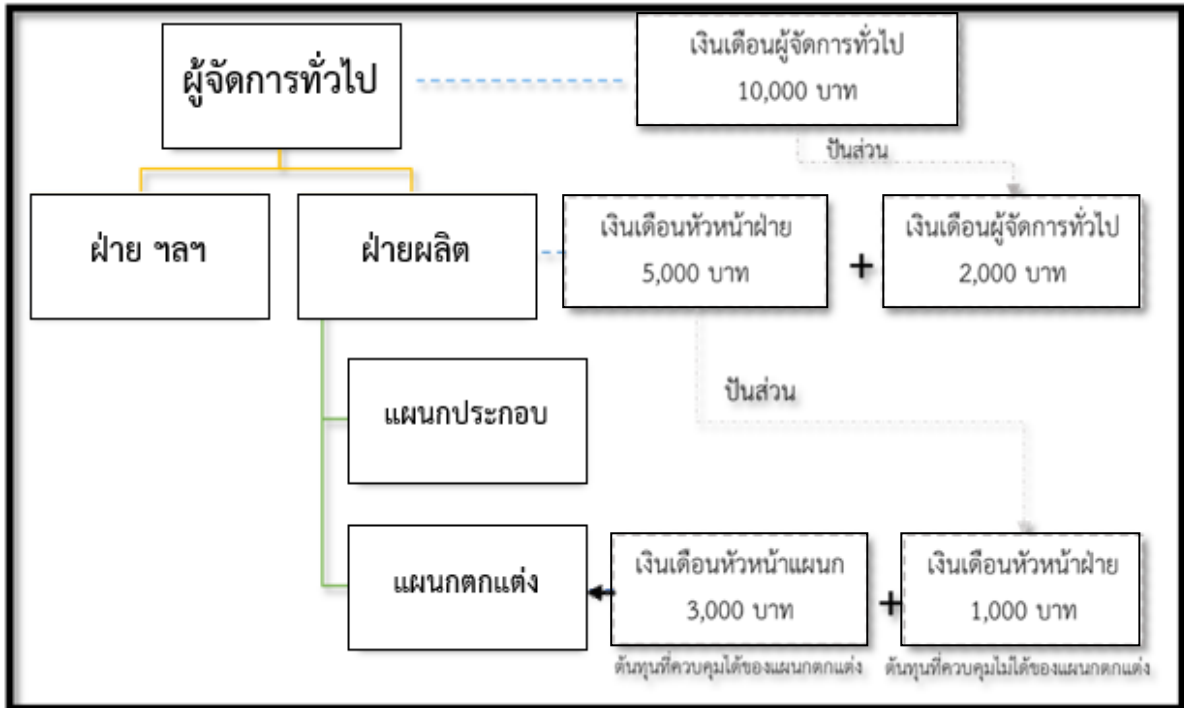 ผู้จัดการทั่วไป
เงินเดือนผู้จัดการทั่วไป
10,000 บาท
ปันส่วน
ฝ่าย ฯลฯ
ฝ่ายผลิต
เงินเดือนหัวหน้าฝ่าย
5,000 บาท
+
เงินเดือนผู้จัดการทั่วไป
2,000 บาท
แผนกประกอบ
ปันส่วน
แผนกตกแต่ง
เงินเดือนหัวหน้าแผนก
3,000 บาท
+
เงินเดือนหัวหน้าฝ่าย
1,000 บาท
ต้นทุนที่ควบคุมได้ของแผนกตกแต่ง
ต้นทุนที่ควบคุมไม่ได้ของแผนกตกแต่ง